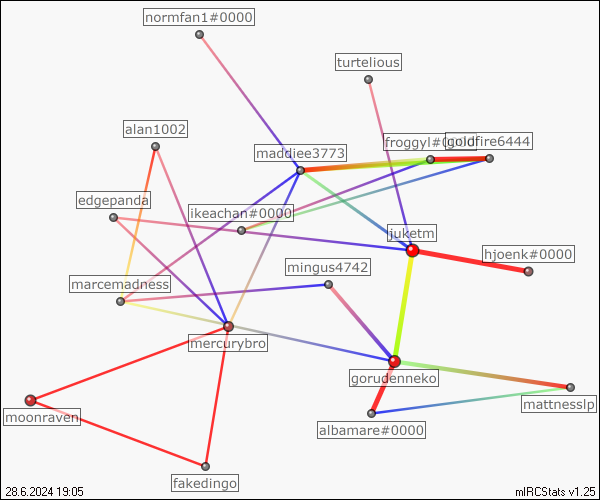 normfan1#0000
turtelious
alan1002
froggyl#0
goldfire6444
maddiee3773
edgepanda
ikeachan#0000
juketm
hjoenk#0000
mingus4742
marcemadness
mercurybro
gorudenneko
mattnesslp
moonraven
albamare#0000
fakedingo
28.6.2024 19:05
mIRCStats v1.25